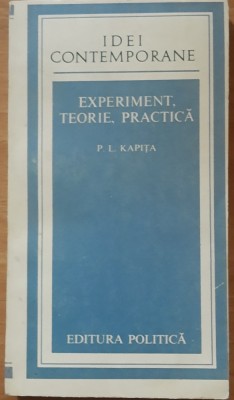 IDEI
CONTEMPORANE
EXPERIMENT,
TEORIE, PRACTICĂ
P. L. KAPIȚA
EDITURA POLITICĂ